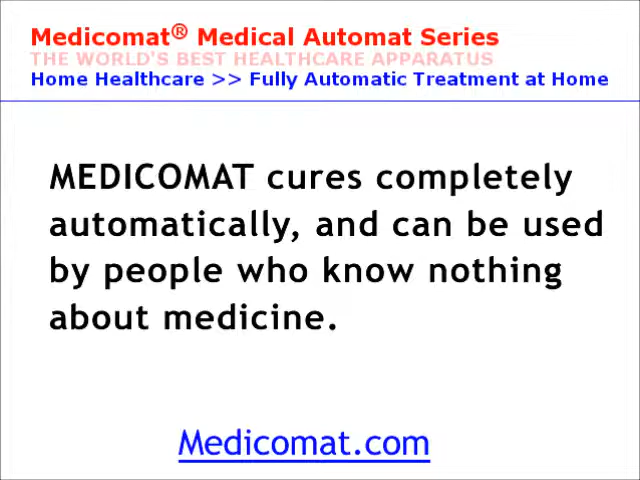 Medicomat® Medical Automat Series
THE WORLD'S BEST HEALTHCARE APPARATUS
Home Healthcare >> Fully Automatic Treatment at Home
MEDICOMAT cures completely
automatically, and can be used
by people who know nothing
about medicine.
Medicomat.com